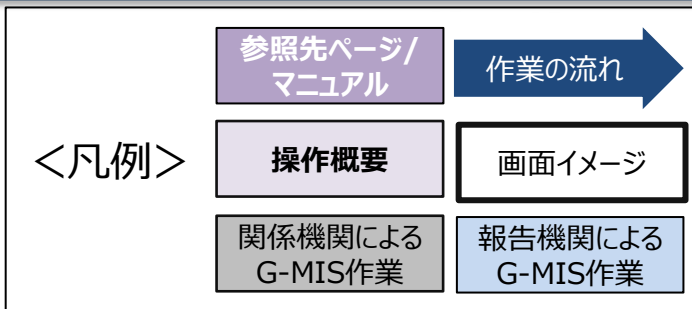 <凡例>
参照先ページ/
マニュアル
作業の流れ
操作概要
画面イメージ
関係機関による
G-MIS作業
報告機関による
G-MIS作業